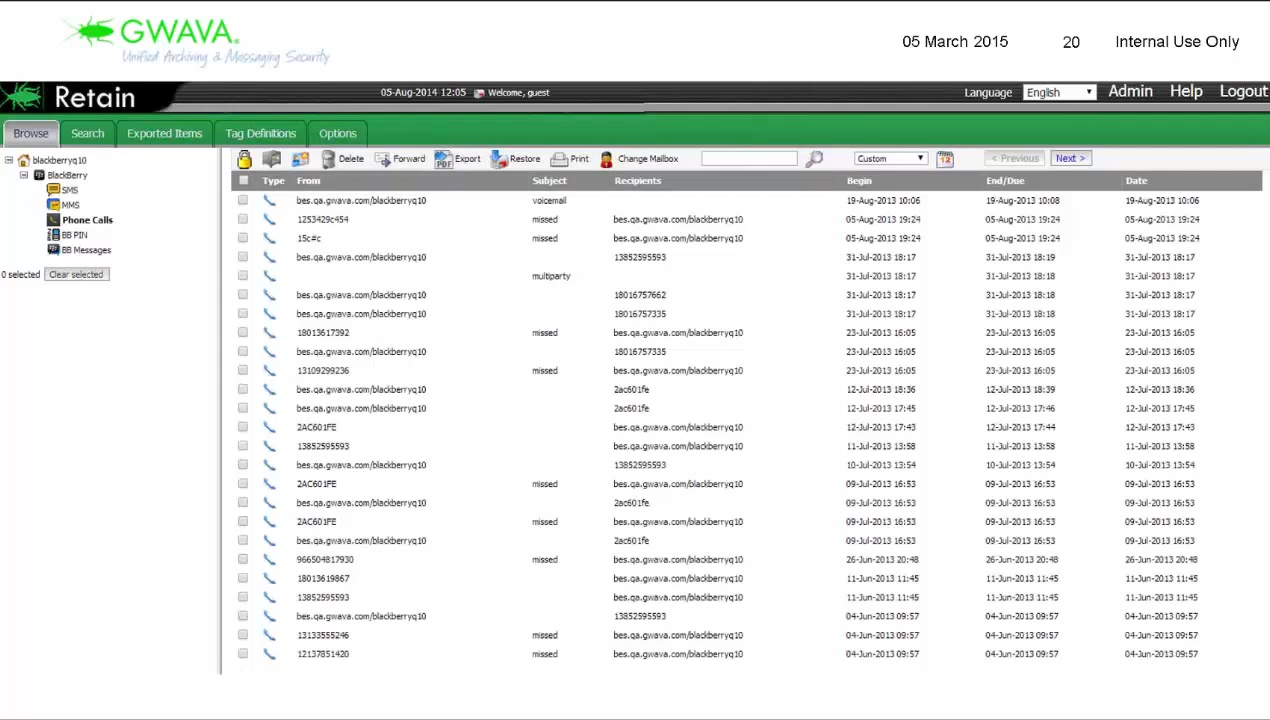 GWAVA.
Unified Archiving & Messaging Security
05 March 2015 20 Internal Use Only
Retain
05-Aug-2014 12:05 Welcome, guest
Language English Admin Help Logout
Browse Search Exported Items Tag Definitions Options
blackberryq10
BlackBerry
SMS
MMS
Phone Calls
BB PIN
BB Messages
0 selected Clear selected
Delete Forward PDF Export Restore Print Change Mailbox Custom 12 < Previous Next >
Type From Subject Recipients Begin End/Due Date
bes.qa.gwava.com/blackberryq10 voicemail 19-Aug-2013 10:06 19-Aug-2013 10:08 19-Aug-2013 10:06
1253429c454 missed bes.qa.gwava.com/blackberryq10 05-Aug-2013 19:24 05-Aug-2013 19:24 05-Aug-2013 19:24
15c#c missed bes.qa.gwava.com/blackberryq10 05-Aug-2013 19:24 05-Aug-2013 19:24 05-Aug-2013 19:24
bes.qa.gwava.com/blackberryq10 13852595593 31-Jul-2013 18:17 31-Jul-2013 18:19 31-Jul-2013 18:17
multiparty 31-Jul-2013 18:17 31-Jul-2013 18:18 31-Jul-2013 18:17
bes.qa.gwava.com/blackberryq10 18016757662 31-Jul-2013 18:17 31-Jul-2013 18:18 31-Jul-2013 18:17
bes.qa.gwava.com/blackberryq10 18016757335 31-Jul-2013 18:17 31-Jul-2013 18:18 31-Jul-2013 18:17
18013617392 missed bes.qa.gwava.com/blackberryq10 23-Jul-2013 16:05 23-Jul-2013 16:05 23-Jul-2013 16:05
bes.qa.gwava.com/blackberryq10 18016757335 23-Jul-2013 16:05 23-Jul-2013 16:05 23-Jul-2013 16:05
13109299236 missed bes.qa.gwava.com/blackberryq10 23-Jul-2013 16:05 23-Jul-2013 16:05 23-Jul-2013 16:05
bes.qa.gwava.com/blackberryq10 2ac601fe 12-Jul-2013 18:36 12-Jul-2013 18:39 12-Jul-2013 18:36
bes.qa.gwava.com/blackberryq10 2ac601fe 12-Jul-2013 17:45 12-Jul-2013 17:46 12-Jul-2013 17:45
2AC601FE bes.qa.gwava.com/blackberryq10 12-Jul-2013 17:43 12-Jul-2013 17:44 12-Jul-2013 17:43
13852595593 bes.qa.gwava.com/blackberryq10 11-Jul-2013 13:58 11-Jul-2013 13:58 11-Jul-2013 13:58
bes.qa.gwava.com/blackberryq10 13852595593 10-Jul-2013 13:54 10-Jul-2013 13:54 10-Jul-2013 13:54
2AC601FE missed bes.qa.gwava.com/blackberryq10 09-Jul-2013 16:53 09-Jul-2013 16:53 09-Jul-2013 16:53
bes.qa.gwava.com/blackberryq10 2ac601fe 09-Jul-2013 16:53 09-Jul-2013 16:53 09-Jul-2013 16:53
2AC601FE missed bes.qa.gwava.com/blackberryq10 09-Jul-2013 16:53 09-Jul-2013 16:53 09-Jul-2013 16:53
bes.qa.gwava.com/blackberryq10 2ac601fe 09-Jul-2013 16:53 09-Jul-2013 16:53 09-Jul-2013 16:53
966504817930 missed bes.qa.gwava.com/blackberryq10 26-Jun-2013 20:48 26-Jun-2013 20:48 26-Jun-2013 20:48
18013619867 bes.qa.gwava.com/blackberryq10 11-Jun-2013 11:45 11-Jun-2013 11:45 11-Jun-2013 11:45
13852595593 bes.qa.gwava.com/blackberryq10 11-Jun-2013 11:45 11-Jun-2013 11:45 11-Jun-2013 11:45
bes.qa.gwava.com/blackberryq10 13852595593 04-Jun-2013 09:57 04-Jun-2013 09:57 04-Jun-2013 09:57
13133555246 missed bes.qa.gwava.com/blackberryq10 04-Jun-2013 09:57 04-Jun-2013 09:57 04-Jun-2013 09:57
12137851420 missed bes.qa.gwava.com/blackberryq10 04-Jun-2013 09:57 04-Jun-2013 09:57 04-Jun-2013 09:57